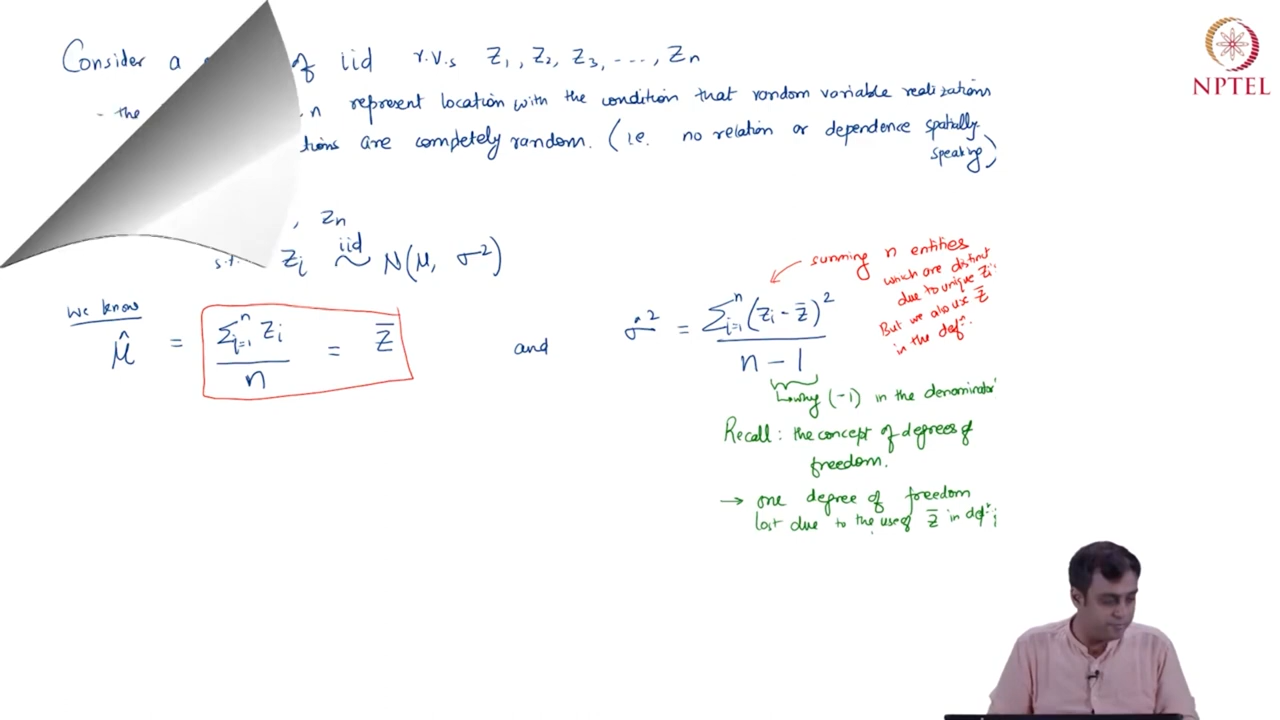 Consider a of iid r.v.s Z1, Z2, Z3, ----, Zn
- the n represent location with the condition that random variable realizations
tions are completely random. (i.e. no relation or dependence spatially speaking)
, Zn
s.t. Zi iid ~ N(μ, σ²)
we know
μ̂ = Σⁿᵢ₌₁ Zi / n = Z̄ and σ̂² = Σⁿᵢ₌₁ (Zi - Z̄)² / n - 1
summing n entities
which are distinct
due to unique Zi's
But we also use Z̄
in the defⁿ.
why (-1) in the denominator
Recall: the concept of degrees of
freedom.
→ one degree of freedom
lost due to the use of Z̄ in defⁿ;
NPTEL